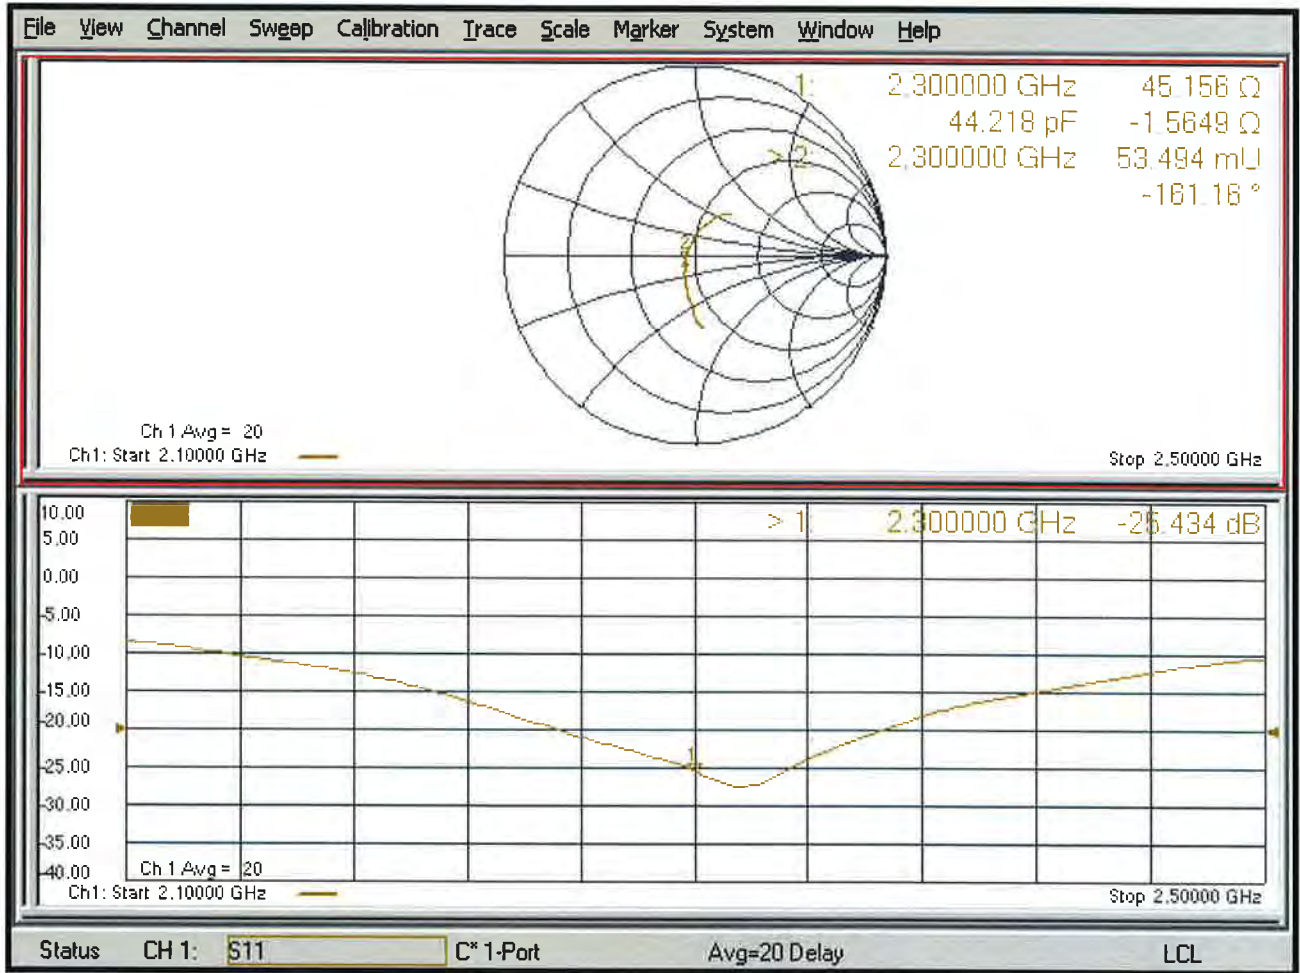 File View Channel Sweep Calibration Trace Scale Marker System Window Help
1: 2.300000 GHz 45.156 Ω
44.218 pF -1.5649 Ω
> 2: 2.300000 GHz 53.494 mU
-161.16 °
2
Ch 1 Avg = 20
Ch1: Start 2.10000 GHz
Stop 2.50000 GHz
10.00
> 1: 2.300000 GHz -25.434 dB
5.00
0.00
-5.00
-10.00
-15.00
-20.00
1
-25.00
-30.00
-35.00
-40.00
Ch 1 Avg = 20
Ch1: Start 2.10000 GHz
Stop 2.50000 GHz
Status CH 1: S11 C* 1-Port Avg=20 Delay LCL